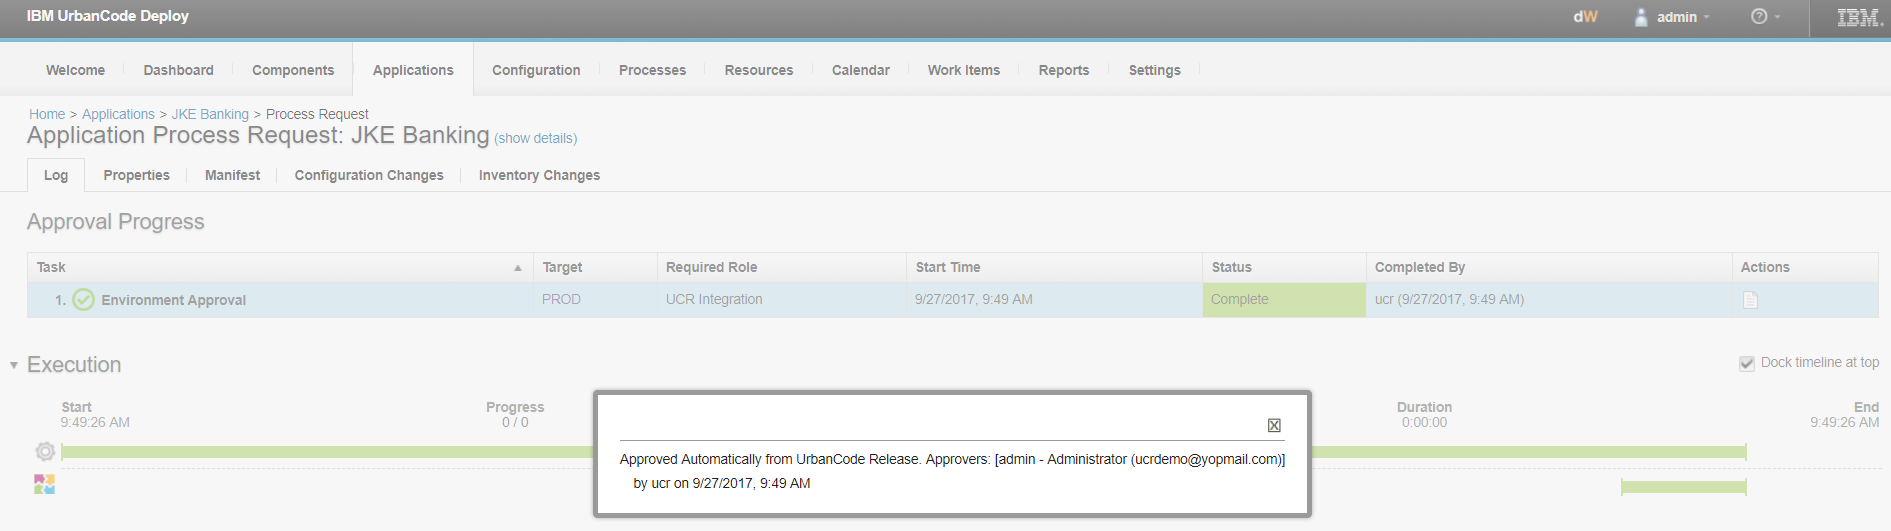 IBM UrbanCode Deploy
dW admin ? IBM.
Welcome Dashboard Components Applications Configuration Processes Resources Calendar Work Items Reports Settings
Home > Applications > JKE Banking > Process Request
Application Process Request: JKE Banking (show details)
Log Properties Manifest Configuration Changes Inventory Changes
Approval Progress
Task Target Required Role Start Time Status Completed By Actions
1. Environment Approval PROD UCR Integration 9/27/2017, 9:49 AM Complete ucr (9/27/2017, 9:49 AM)
Execution
Dock timeline at top
Start Progress Duration End
9:49:26 AM 0 / 0 0:00:00 9:49:26 AM
X
Approved Automatically from UrbanCode Release. Approvers: [admin - Administrator (ucrdemo@yopmail.com)]
by ucr on 9/27/2017, 9:49 AM